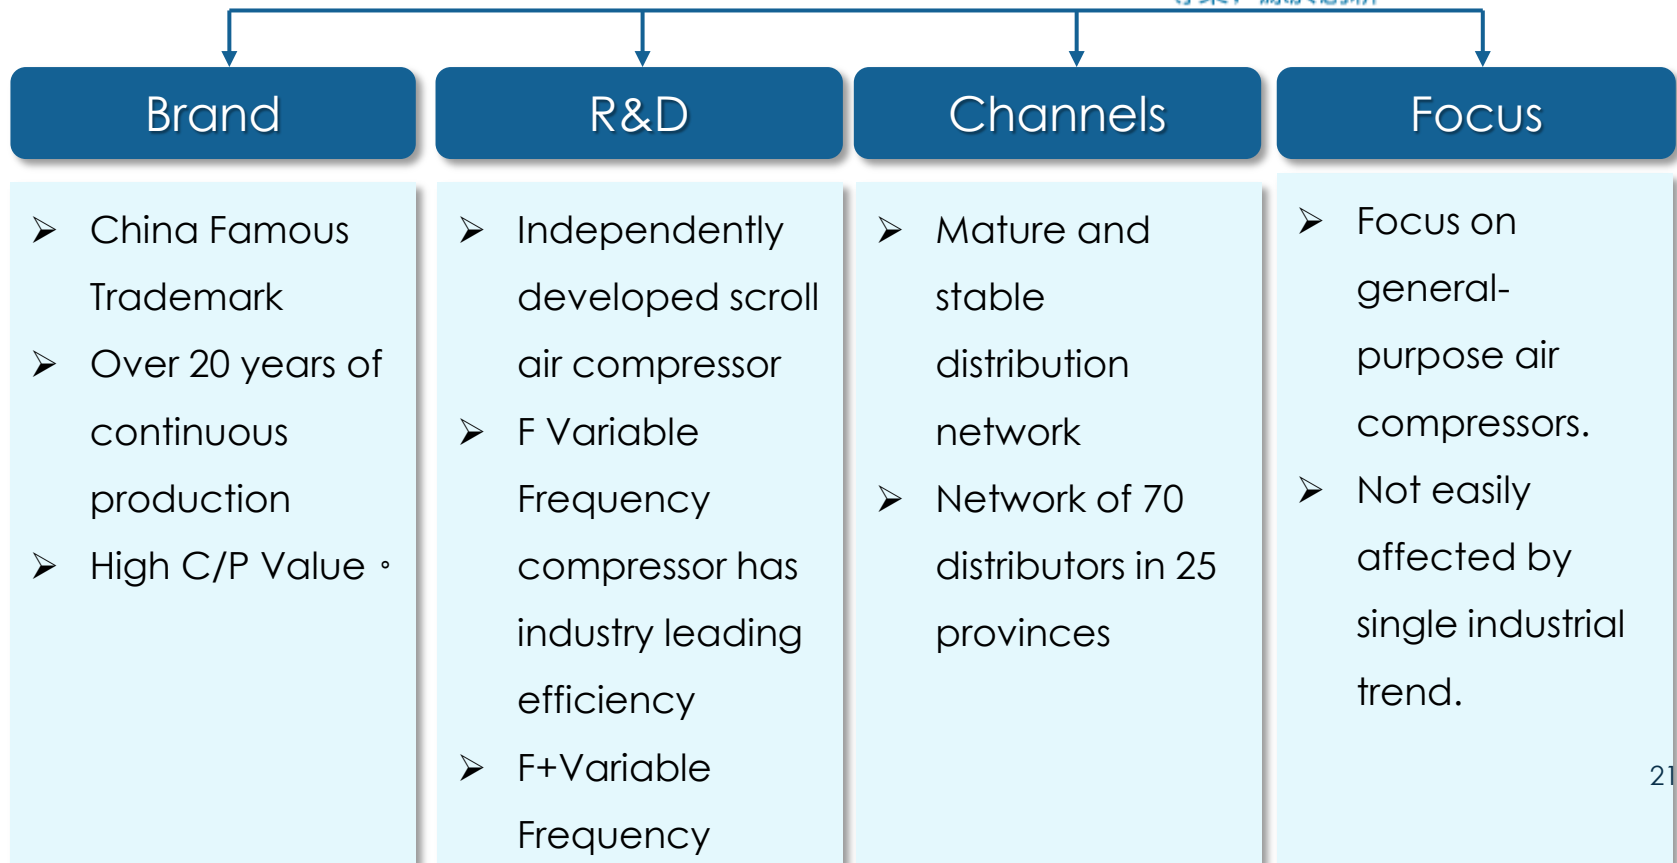 Brand
➢ China Famous
Trademark
➢ Over 20 years of
continuous
production
➢ High C/P Value。
R&D
➢ Independently
developed scroll
air compressor
➢ F Variable
Frequency
compressor has
industry leading
efficiency
➢ F+Variable
Frequency
Channels
➢ Mature and
stable
distribution
network
➢ Network of 70
distributors in 25
provinces
Focus
➢ Focus on
general-
purpose air
compressors.
➢ Not easily
affected by
single industrial
trend.
21